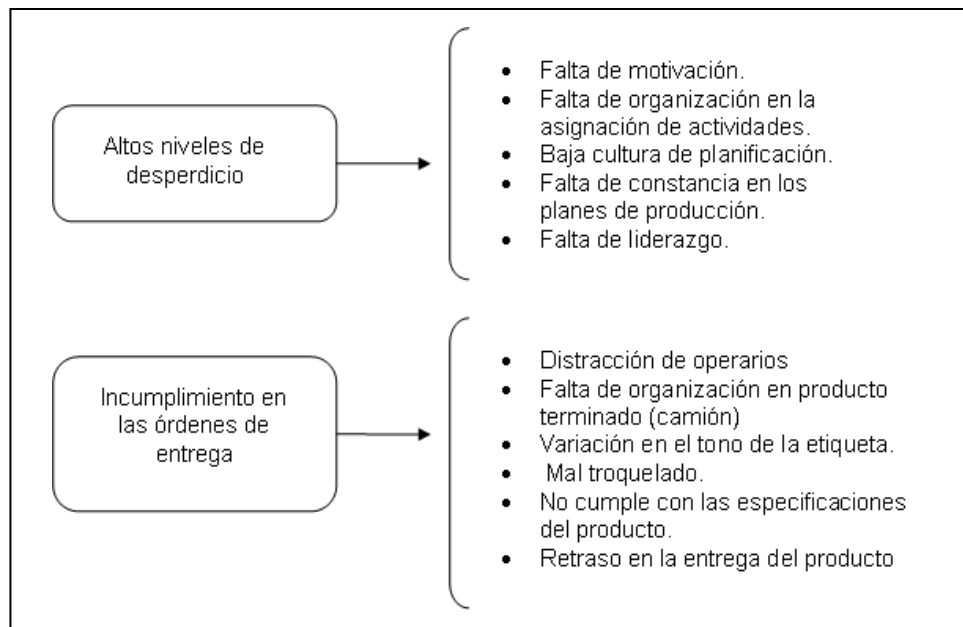 Altos niveles de
desperdicio
• Falta de motivación.
• Falta de organización en la
asignación de actividades.
• Baja cultura de planificación.
• Falta de constancia en los
planes de producción.
• Falta de liderazgo.
Incumplimiento en
las órdenes de
entrega
• Distracción de operarios
• Falta de organización en producto
terminado (camión)
• Variación en el tono de la etiqueta.
• Mal troquelado.
• No cumple con las especificaciones
del producto.
• Retraso en la entrega del producto